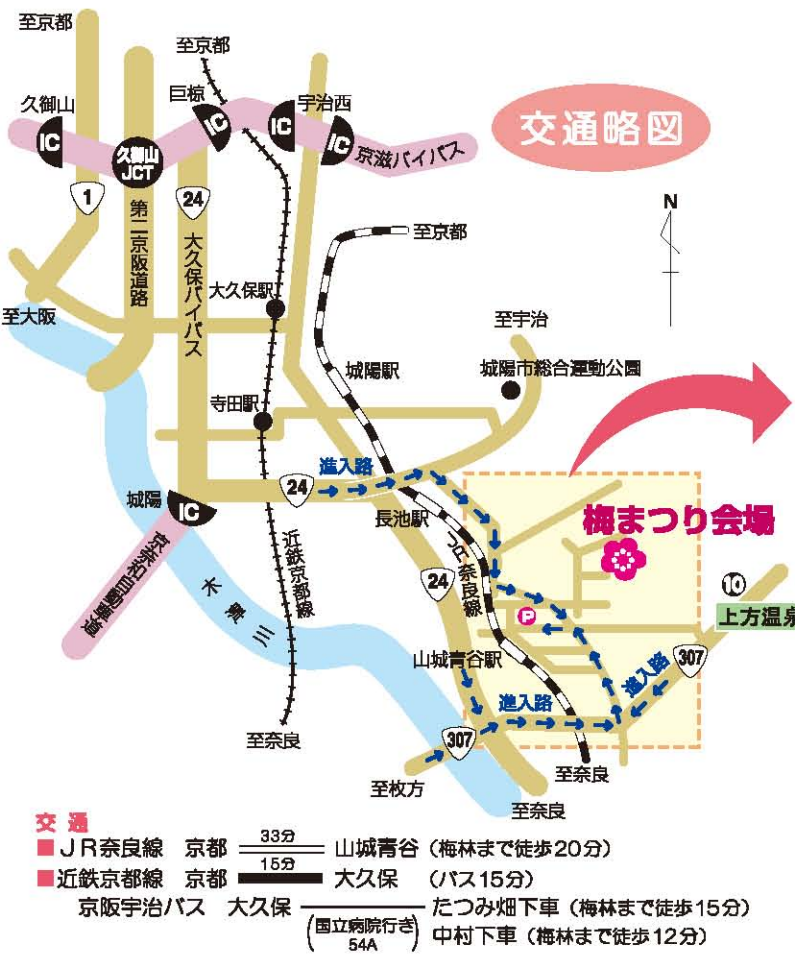 交通略図
至京都
至京都
久御山
IC
久御山
JCT
巨椋
IC
宇治西
IC
IC
京滋バイパス
1
24
第二京阪道路
大久保バイパス
N
至京都
大久保駅
至大阪
至宇治
城陽駅
城陽市総合運動公園
寺田駅
進入路
24
城陽
IC
長池駅
梅まつり会場
京奈和自動車道
木津川
近鉄京都線
JR奈良線
24
P
10
上方温泉
山城青谷駅
307
進入路
進入路
307
至奈良
至枚方
至奈良
至奈良
交通
■JR奈良線 京都 33分 山城青谷(梅林まで徒歩20分)
■近鉄京都線 京都 15分 大久保 (バス15分)
京阪宇治バス 大久保 たつみ畑下車(梅林まで徒歩15分)
(国立病院行き 54A) 中村下車(梅林まで徒歩12分)